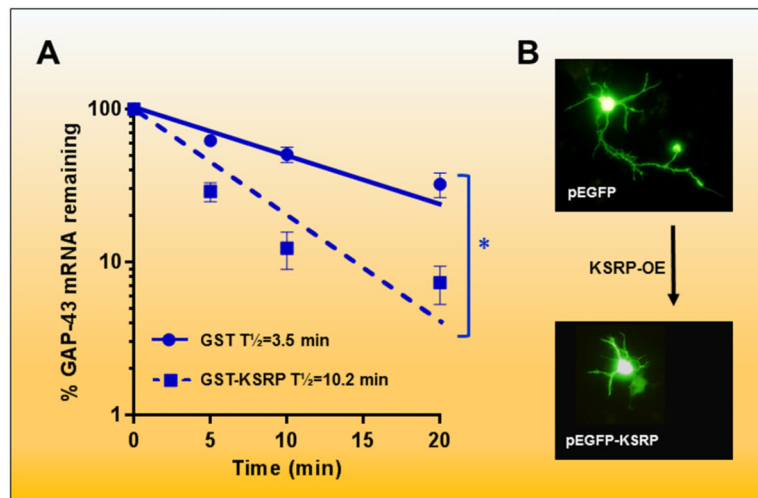 A
100
10
1
% GAP-43 mRNA remaining
*
GST T½=3.5 min
GST-KSRP T½=10.2 min
0
5
10
15
20
Time (min)
B
pEGFP
KSRP-OE
pEGFP-KSRP